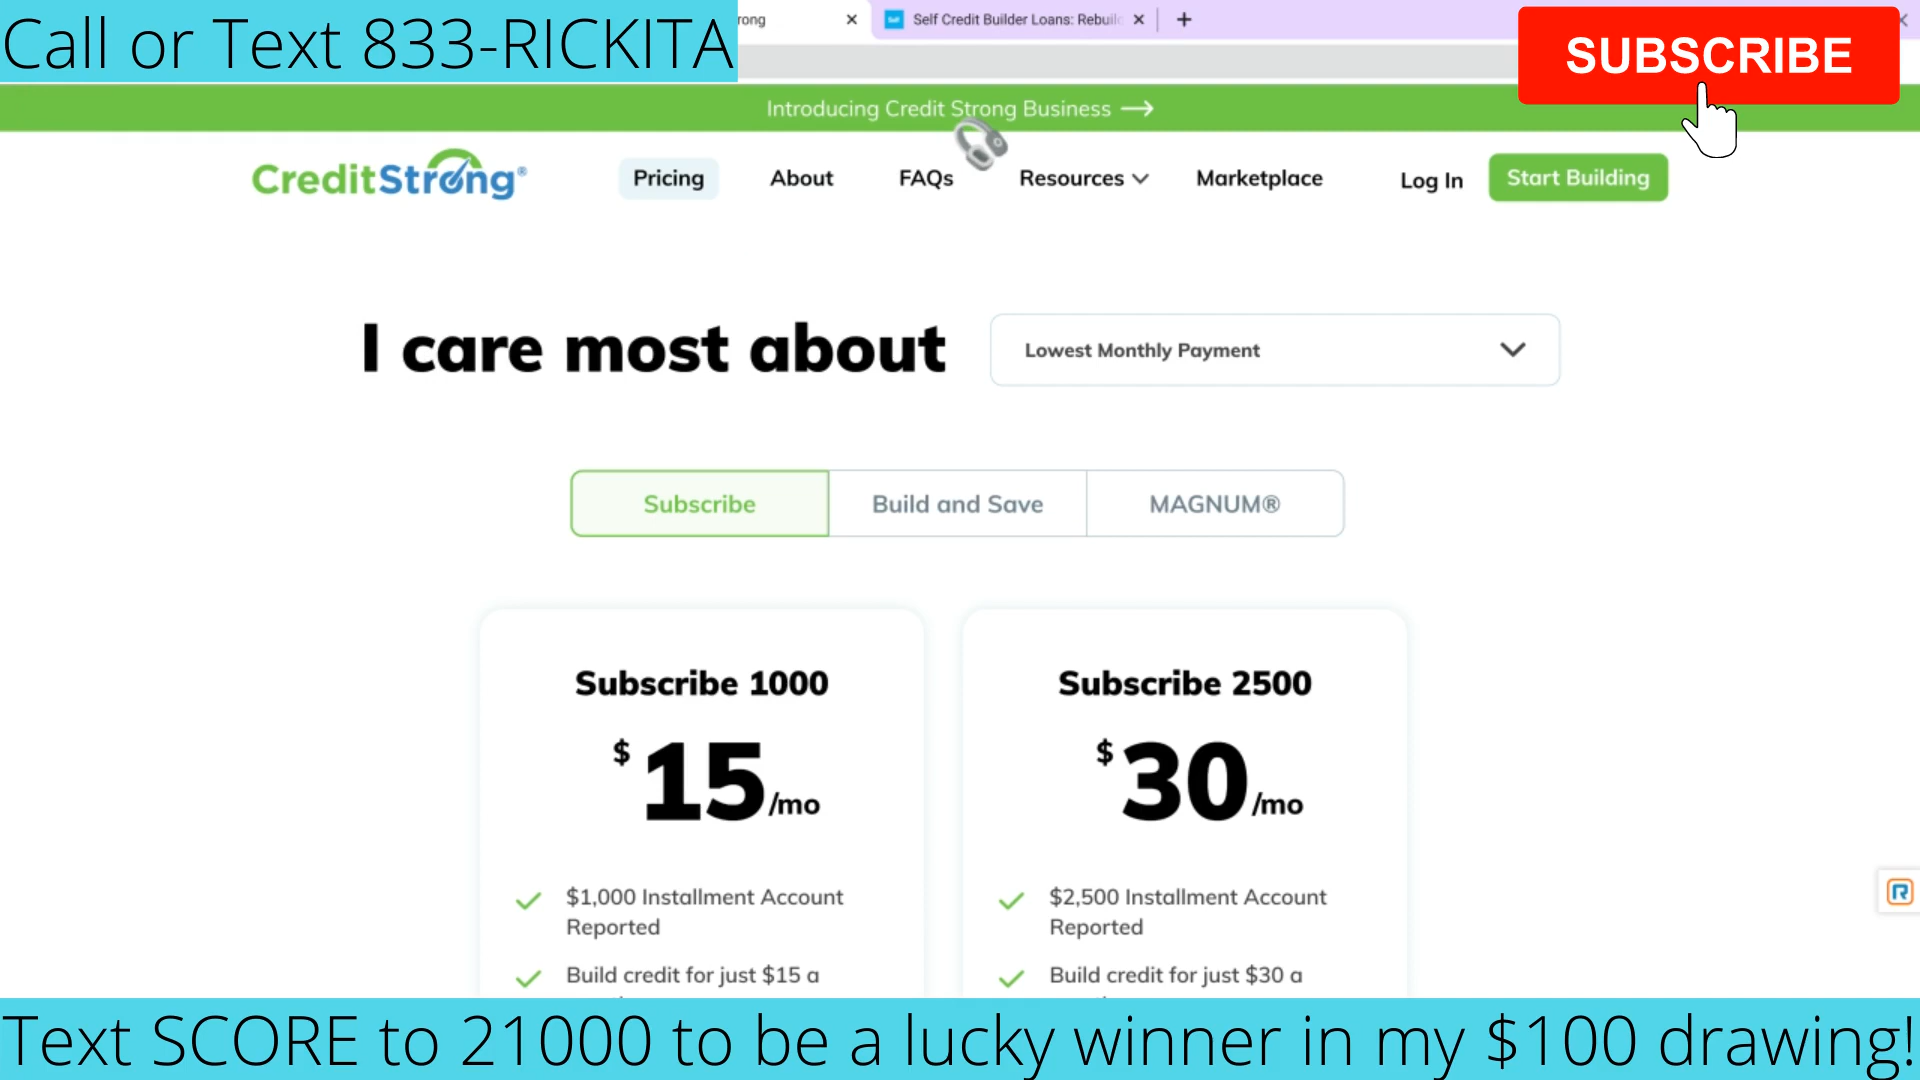 Call or Text 833-RICKITA
rong
Self Credit Builder Loans: Rebuil
SUBSCRIBE
Introducing Credit Strong Business →
CreditStrong®
Pricing
About
FAQs
Resources
Marketplace
Log In
Start Building
I care most about
Lowest Monthly Payment
Subscribe
Build and Save
MAGNUM®
Subscribe 1000
$15/mo
$1,000 Installment Account
Reported
Build credit for just $15 a
Subscribe 2500
$30/mo
$2,500 Installment Account
Reported
Build credit for just $30 a
Text SCORE to 21000 to be a lucky winner in my $100 drawing!